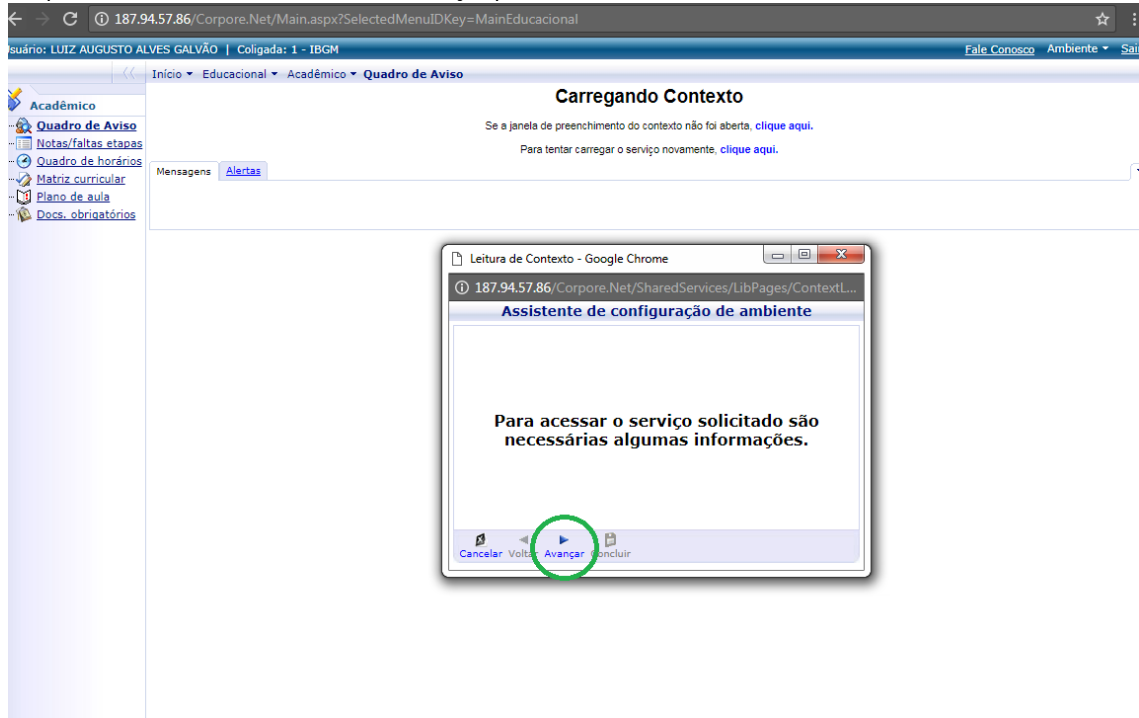 187.94.57.86/Corpore.Net/Main.aspx?SelectedMenuIDKey=MainEducacional
suário: LUIZ AUGUSTO ALVES GALVÃO | Coligada: 1 - IBGM
Fale Conosco Ambiente Sai
Início Educacional Acadêmico Quadro de Aviso
Acadêmico
Quadro de Aviso
Notas/faltas etapas
Quadro de horários
Matriz curricular
Plano de aula
Docs. obrigatórios
Carregando Contexto
Se a janela de preenchimento do contexto não foi aberta, clique aqui.
Para tentar carregar o serviço novamente, clique aqui.
Mensagens Alertas
Leitura de Contexto - Google Chrome
187.94.57.86/Corpore.Net/SharedServices/LibPages/ContextL...
Assistente de configuração de ambiente
Para acessar o serviço solicitado são
necessárias algumas informações.
Cancelar Voltar Avançar Concluir